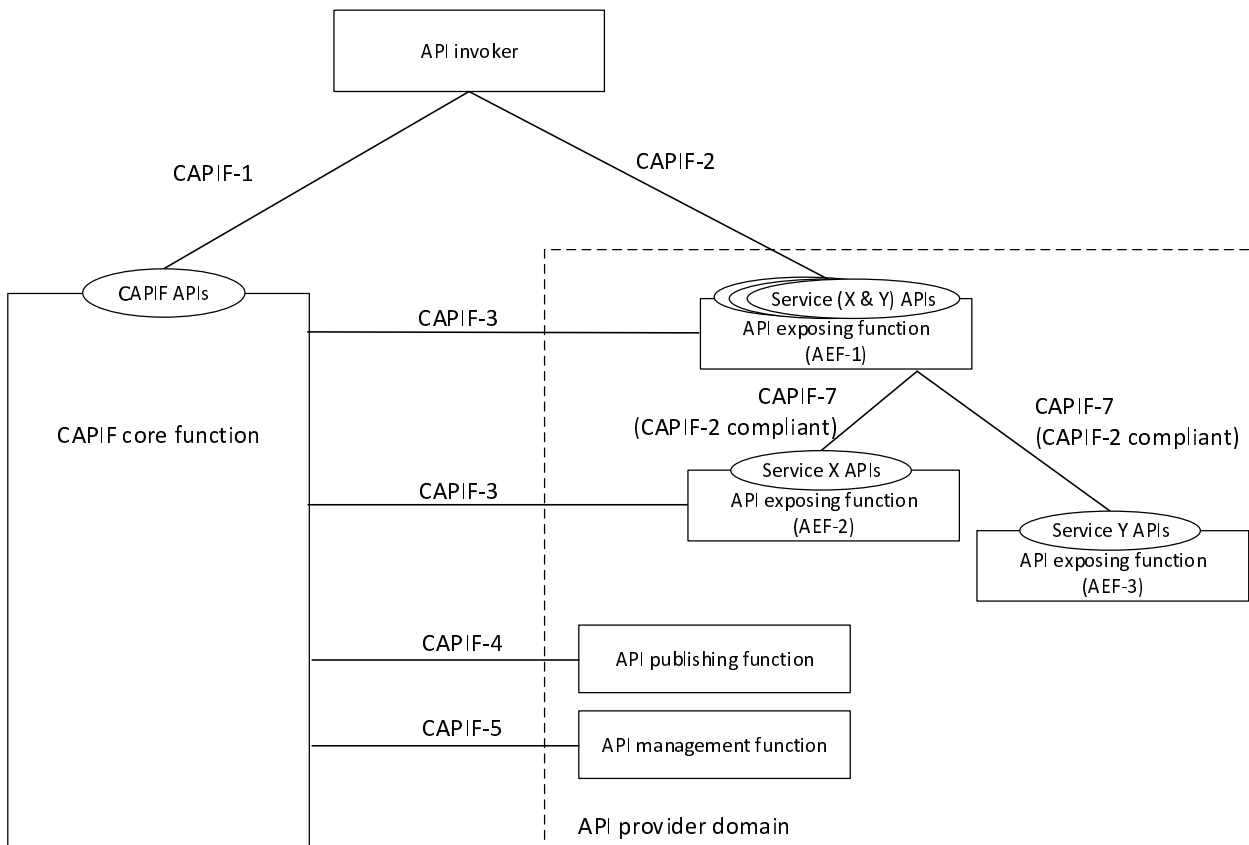 API invoker
CAPIF-1
CAPIF-2
CAPIF APIs
Service (X & Y) APIs
CAPIF-3
API exposing function
(AEF-1)
CAPIF-7
(CAPIF-2 compliant)
CAPIF-7
(CAPIF-2 compliant)
CAPIF core function
Service X APIs
CAPIF-3
API exposing function
(AEF-2)
Service Y APIs
API exposing function
(AEF-3)
CAPIF-4
API publishing function
CAPIF-5
API management function
API provider domain